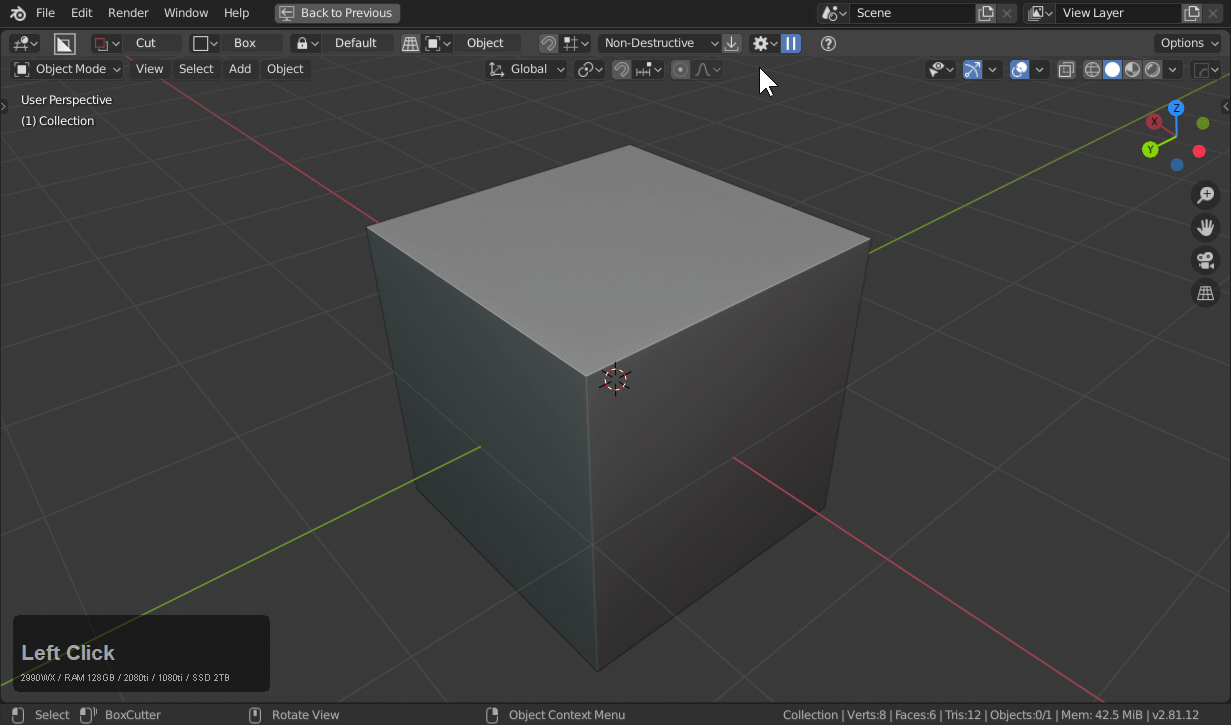 File Edit Render Window Help Back to Previous Scene View Layer
Cut Box Default Object Non-Destructive Options
Object Mode View Select Add Object Global
User Perspective
(1) Collection
Z
X
Y
Left Click
2990WX / RAM 128GB / 2080ti / 1080ti / SSD 2TB
Select BoxCutter Rotate View Object Context Menu Collection | Verts:8 | Faces:6 | Tris:12 | Objects:0/1 | Mem: 42.5 MiB | v2.81.12